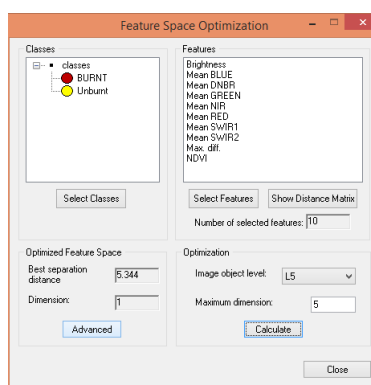 Feature Space Optimization
Classes
classes
BURNT
Unburnt
Select Classes
Features
Brightness
Mean BLUE
Mean DNBR
Mean GREEN
Mean NIR
Mean RED
Mean SWIR1
Mean SWIR2
Max. diff.
NDVI
Select Features Show Distance Matrix
Number of selected features: 10
Optimized Feature Space
Best separation
distance 5.344
Dimension: 1
Advanced
Optimization
Image object level: L5
Maximum dimension: 5
Calculate
Close